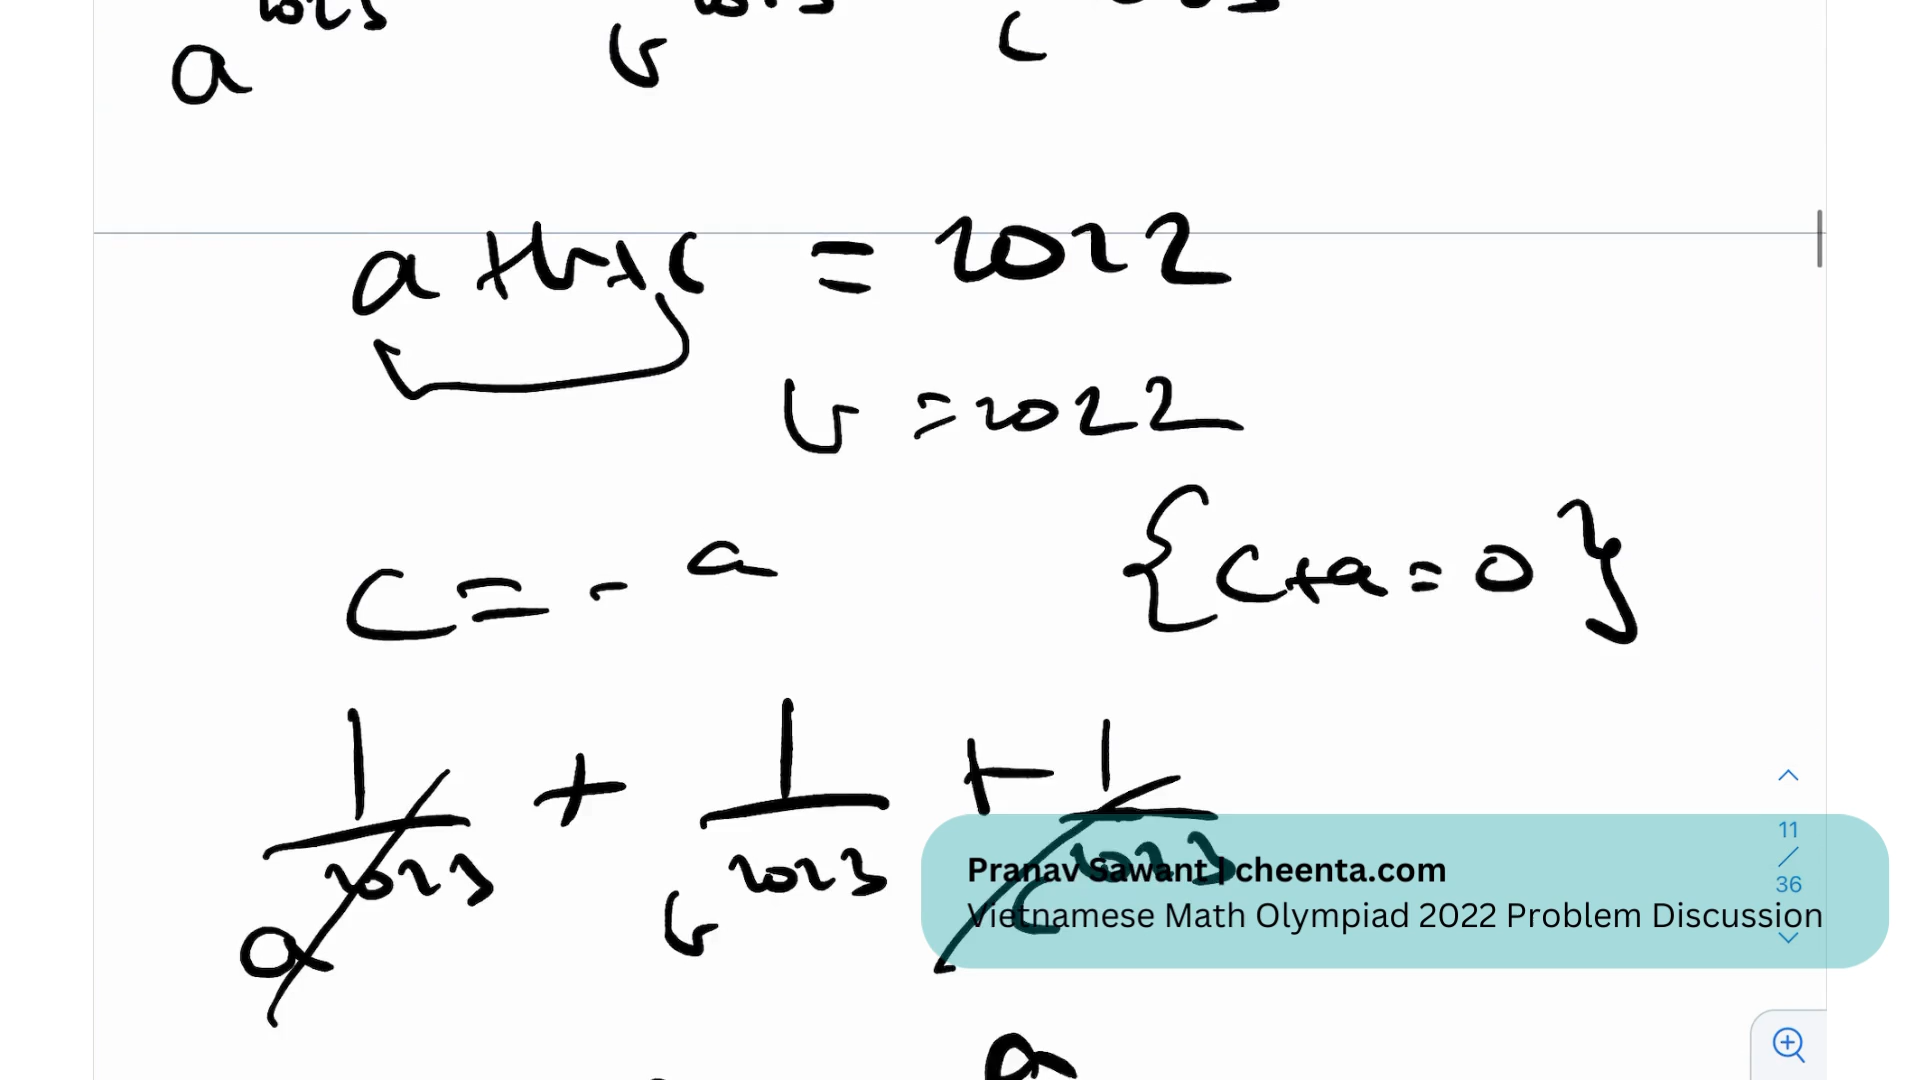 a b c
a + b + c = 2022
b = 2022
c = - a { c + a = 0 }
1 + 1 + 1
a^2023 b^2023 c^2023
Pranav Sawant | cheenta.com
Vietnamese Math Olympiad 2022 Problem Discussion
11
/
36
a